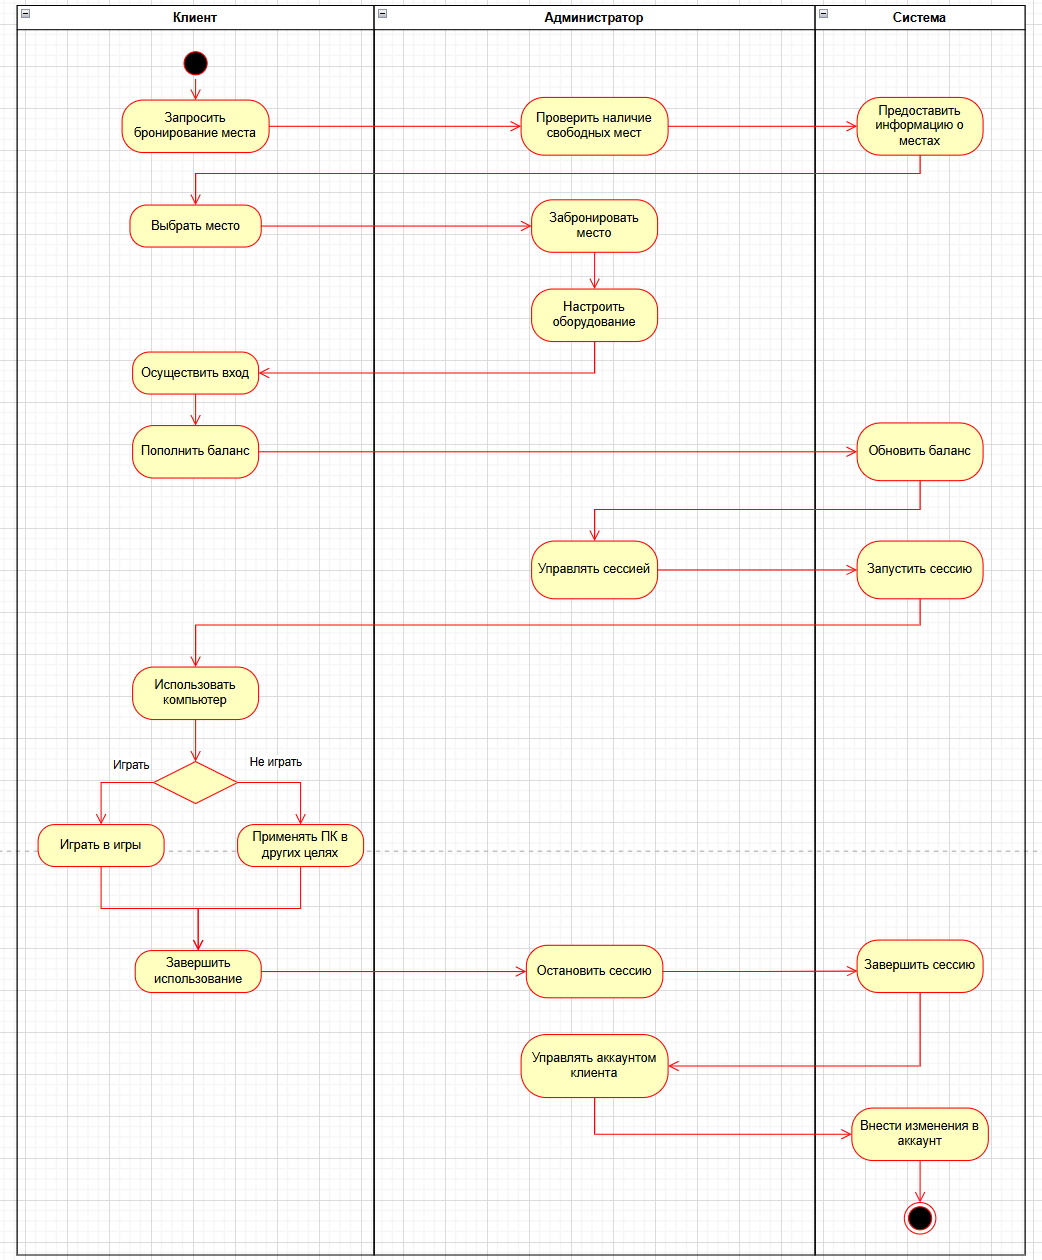 Клиент
Администратор
Система
Запросить
бронирование места
Проверить наличие
свободных мест
Предоставить
информацию о
местах
Выбрать место
Забронировать
место
Настроить
оборудование
Осуществить вход
Пополнить баланс
Обновить баланс
Управлять сессией
Запустить сессию
Использовать
компьютер
Играть
Не играть
Играть в игры
Применять ПК в
других целях
Завершить
использование
Остановить сессию
Завершить сессию
Управлять аккаунтом
клиента
Внести изменения в
аккаунт